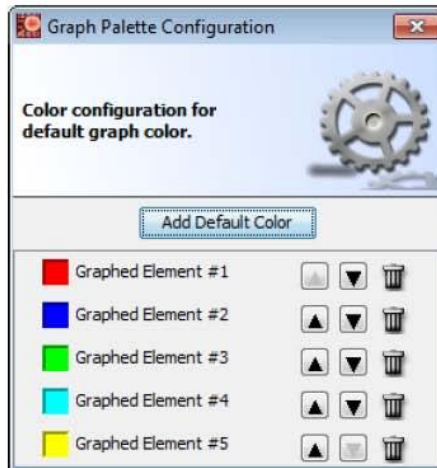 Graph Palette Configuration
Color configuration for
default graph color.
Add Default Color
Graphed Element #1
Graphed Element #2
Graphed Element #3
Graphed Element #4
Graphed Element #5